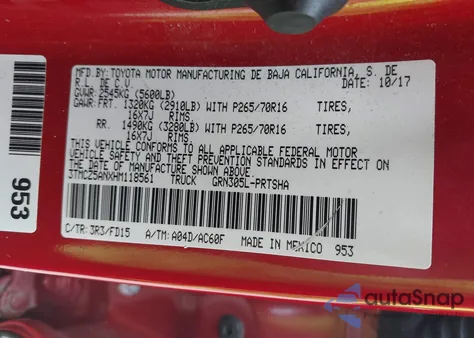 MFD.BY: TOYOTA MOTOR MANUFACTURING DE BAJA CALIFORNIA, S. DE
R.L. DE C.V. DATE: 10/17
GVWR: 2545KG (5600LB)
GAWR: FRT. 1320KG (2910LB) WITH P265/70R16 TIRES,
16X7J RIMS,
RR. 1490KG (3280LB) WITH P265/70R16 TIRES,
16X7J RIMS.
THIS VEHICLE CONFORMS TO ALL APPLICABLE FEDERAL MOTOR
VEHICLE SAFETY AND THEFT PREVENTION STANDARDS IN EFFECT ON
THE DATE OF MANUFACTURE SHOWN ABOVE.
3TMCZ5ANXHM118561 TRUCK GRN305L-PRTSHA
C/TR: 3R3/FD15 A/TM: A04D/AC60F MADE IN MEXICO 953
953
autoSnap